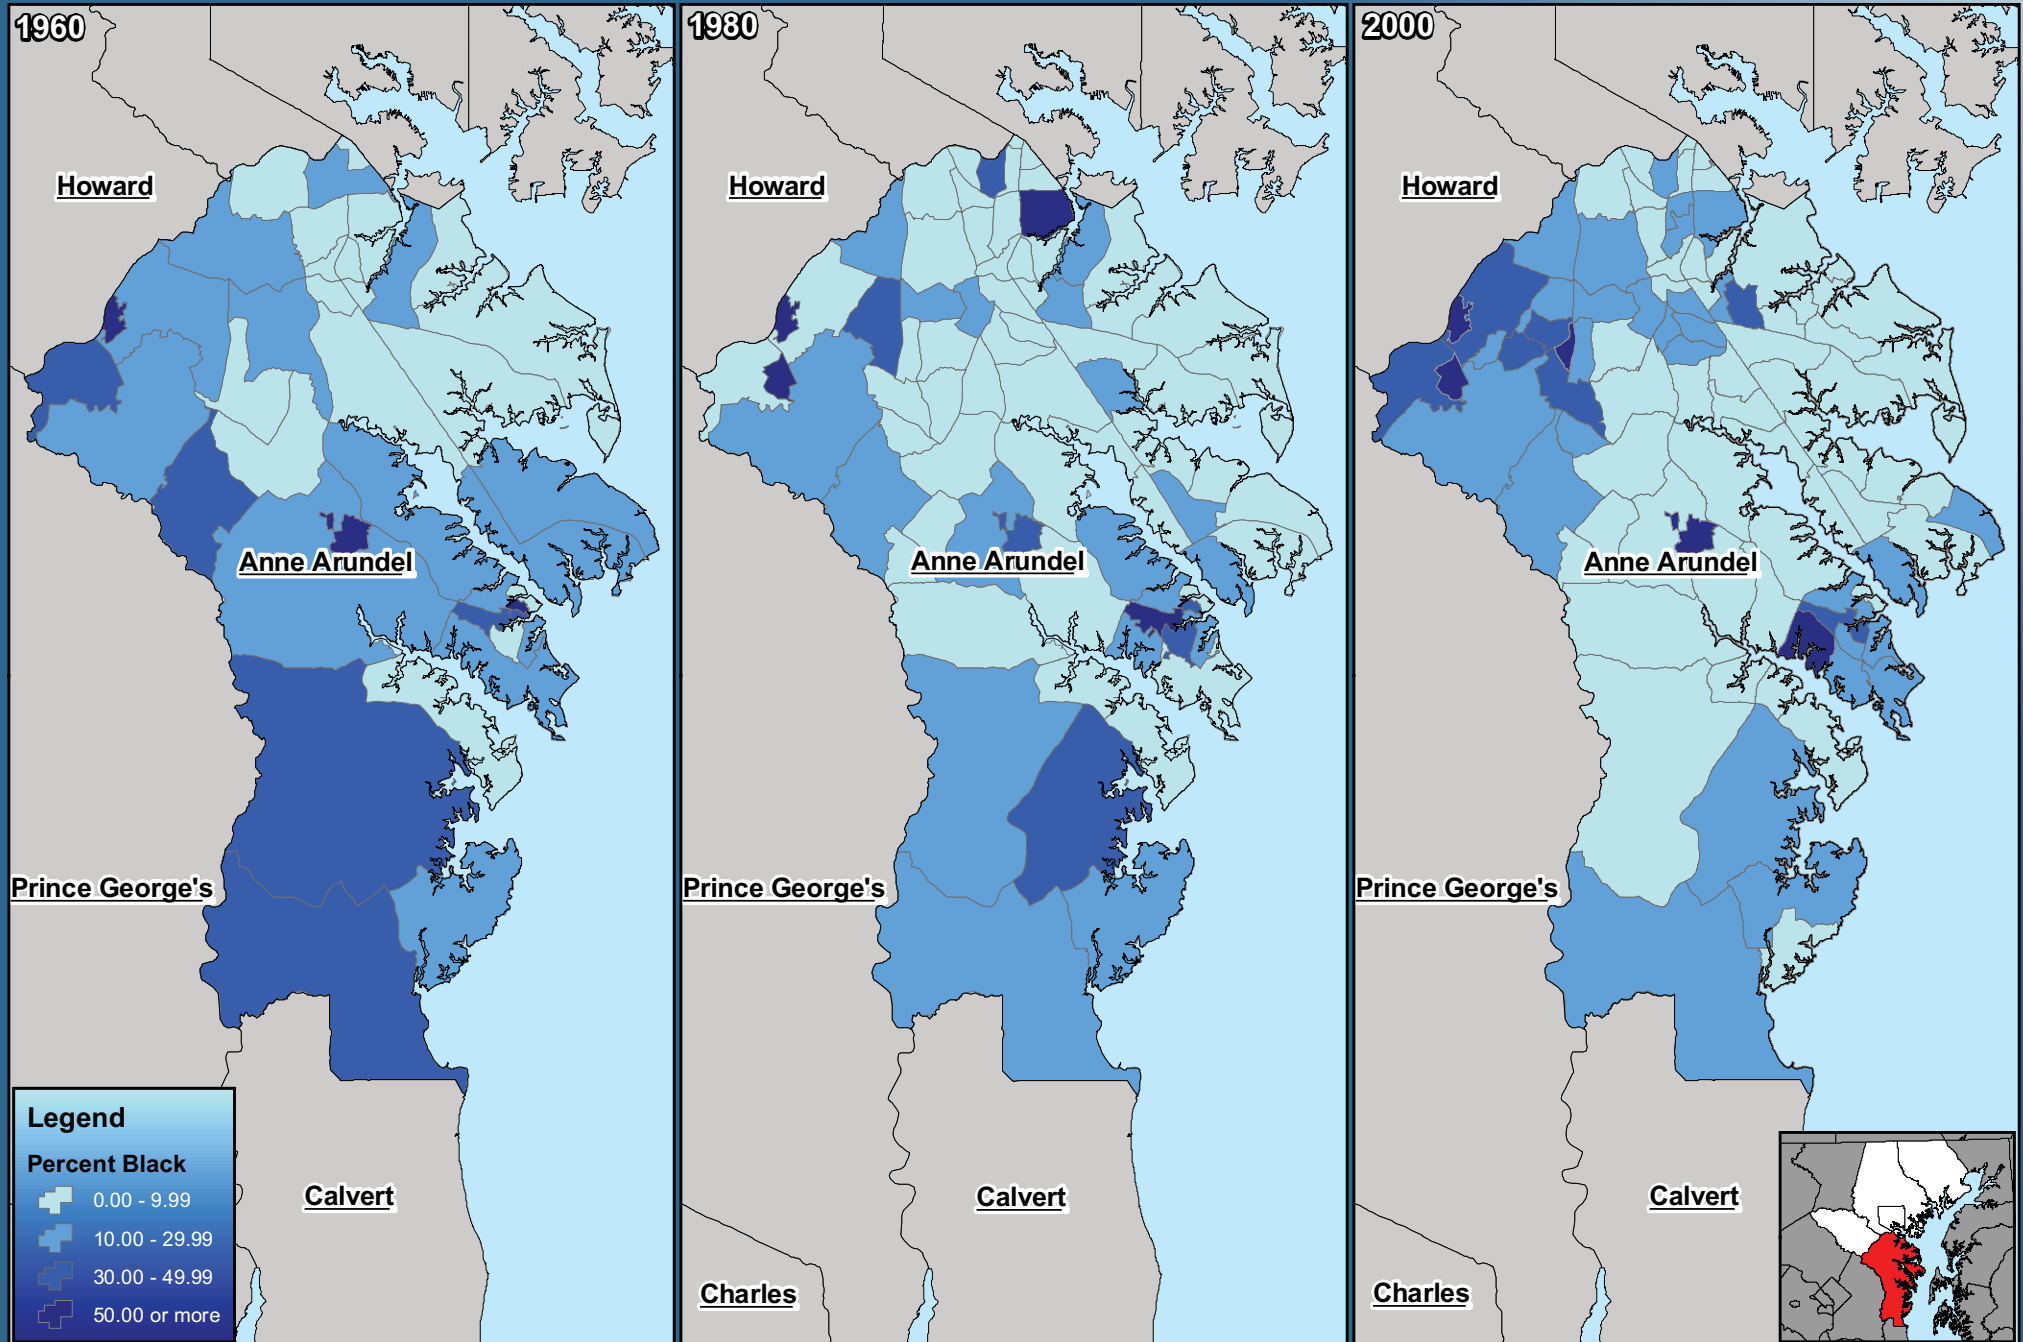 1960
Howard
Anne Arundel
Prince George's
Calvert
Legend
Percent Black
0.00 - 9.99
10.00 - 29.99
30.00 - 49.99
50.00 or more
1980
Howard
Anne Arundel
Prince George's
Calvert
Charles
2000
Howard
Anne Arundel
Prince George's
Calvert
Charles